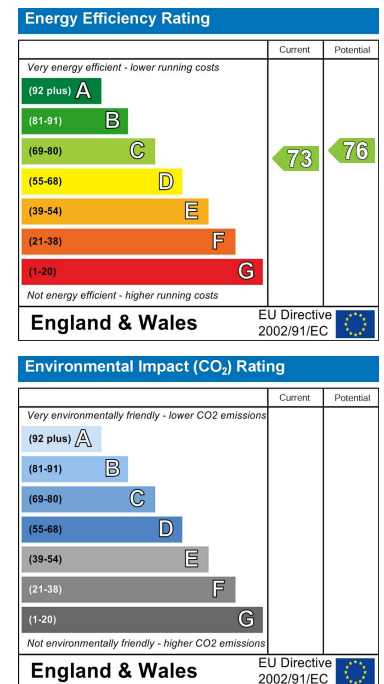 Energy Efficiency Rating
Current Potential
Very energy efficient - lower running costs
(92 plus) A
(81-91) B
(69-80) C
73 76
(55-68) D
(39-54) E
(21-38) F
(1-20) G
Not energy efficient - higher running costs
England & Wales
EU Directive
2002/91/EC
Environmental Impact (CO₂) Rating
Current Potential
Very environmentally friendly - lower CO2 emissions
(92 plus) A
(81-91) B
(69-80) C
(55-68) D
(39-54) E
(21-38) F
(1-20) G
Not environmentally friendly - higher CO2 emissions
England & Wales
EU Directive
2002/91/EC